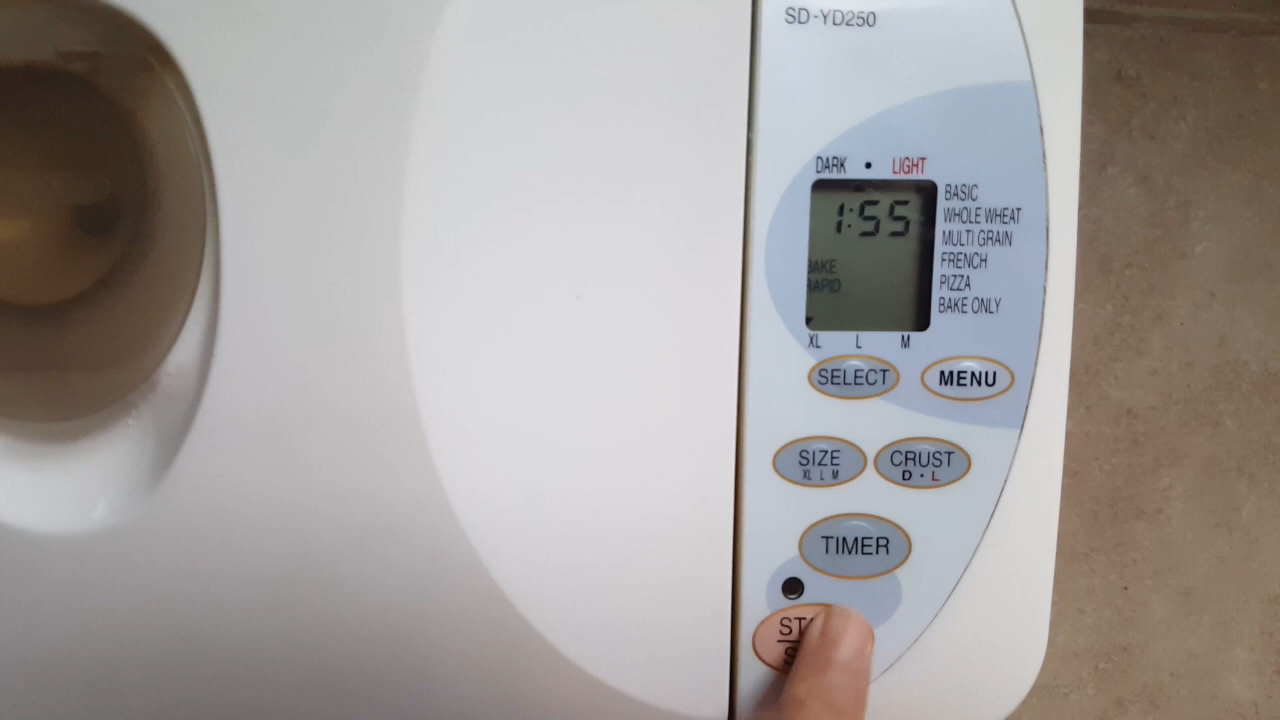 SD-YD250
DARK • LIGHT
1:55
BASIC
WHOLE WHEAT
MULTI GRAIN
FRENCH
PIZZA
BAKE ONLY
BAKE
RAPID
XL L M
SELECT
MENU
SIZE
XL L M
CRUST
D • L
TIMER